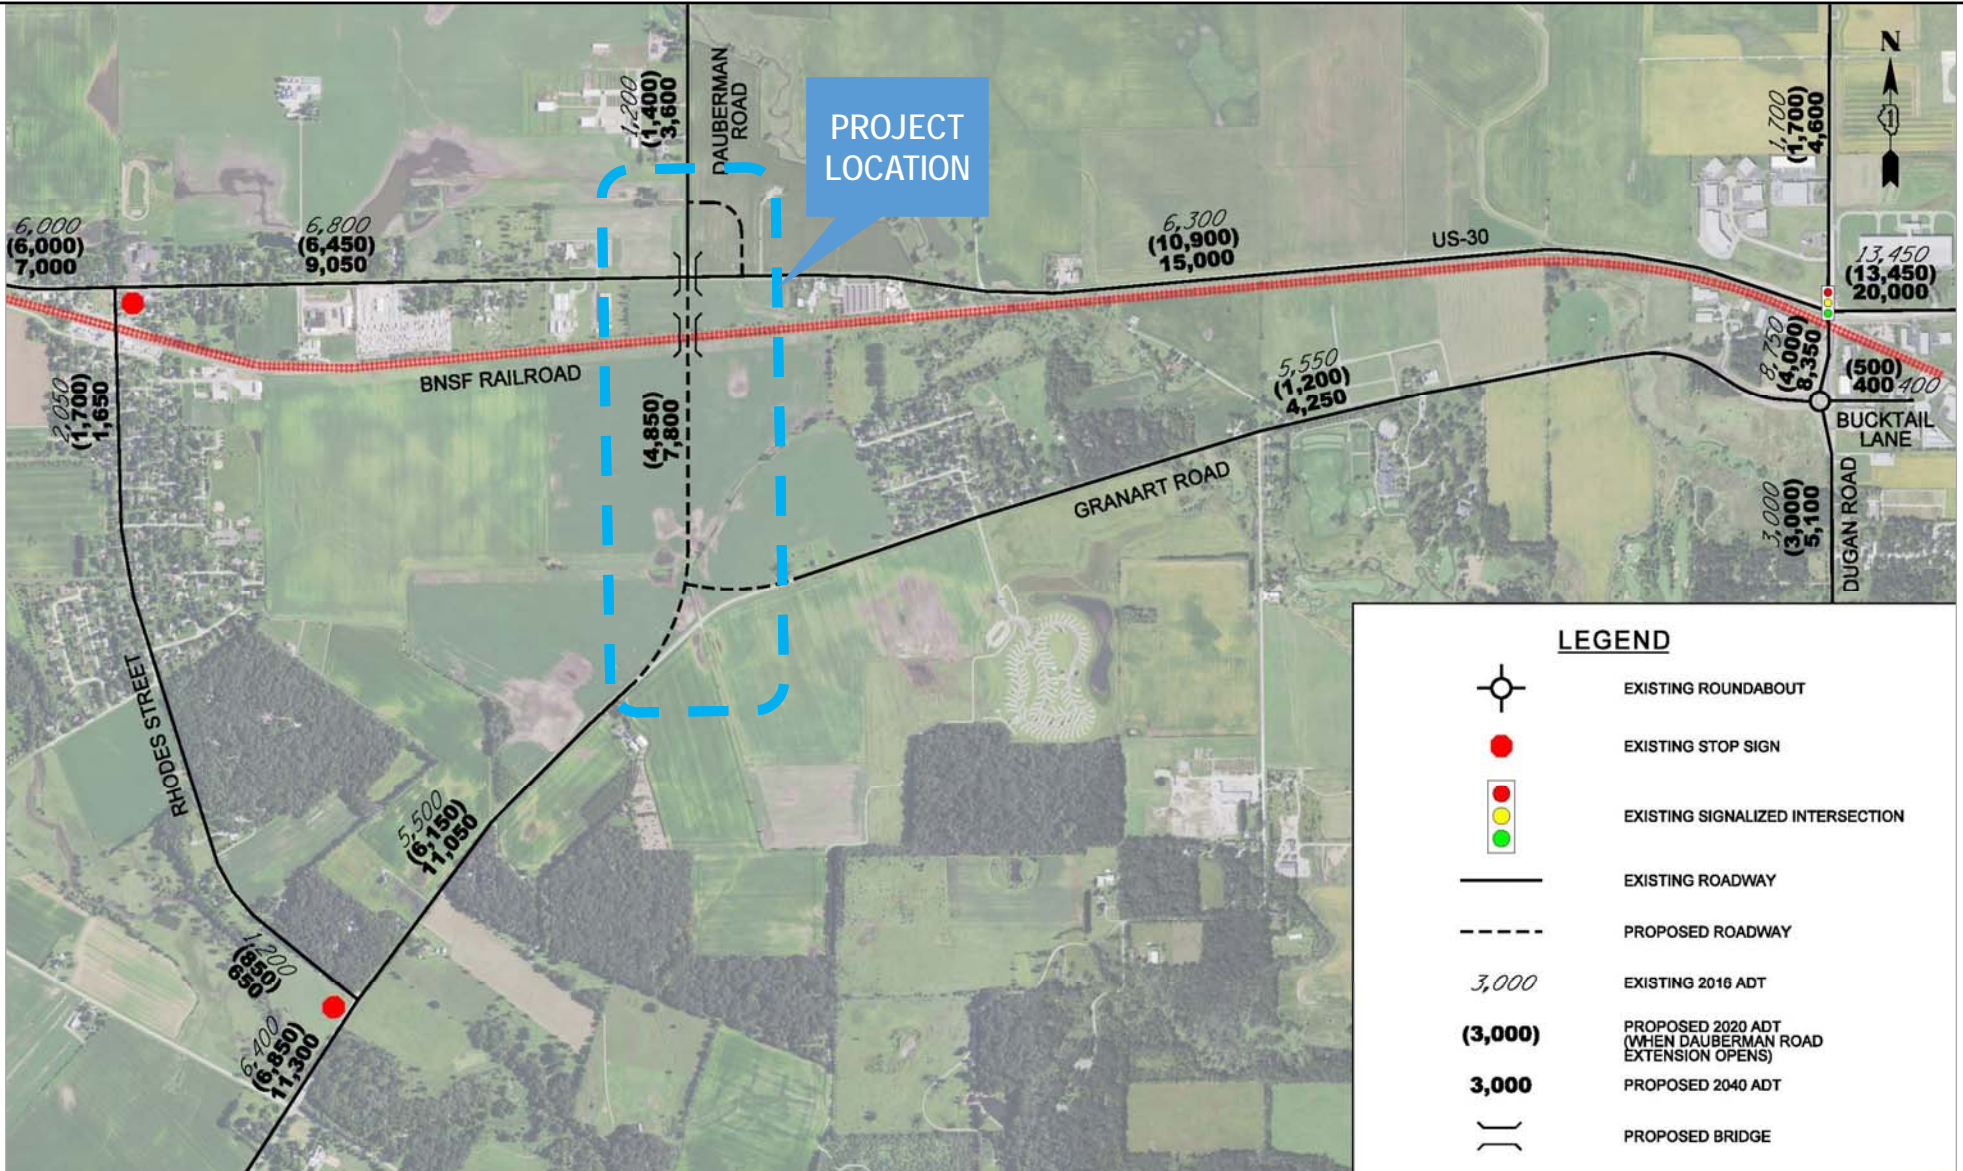 1,200
(1,400)
3,600
DAUBERMAN
ROAD
PROJECT
LOCATION
1,700
(1,700)
4,600
N
1
6,000
(6,000)
7,000
6,800
(6,450)
9,050
6,300
(10,900)
15,000
US-30
13,450
(13,450)
20,000
BNSF RAILROAD
2,050
(1,700)
1,650
(4,850)
7,800
5,550
(1,200)
4,250
8,750
(4,000)
8,350
(500)
400 400
BUCKTAIL
LANE
GRANART ROAD
3,000
(3,000)
5,100
DUGAN ROAD
RHODES STREET
5,500
(6,150)
11,050
1,200
(850)
650
6,400
(6,850)
11,300
LEGEND
EXISTING ROUNDABOUT
EXISTING STOP SIGN
EXISTING SIGNALIZED INTERSECTION
EXISTING ROADWAY
PROPOSED ROADWAY
3,000 EXISTING 2016 ADT
(3,000) PROPOSED 2020 ADT
(WHEN DAUBERMAN ROAD
EXTENSION OPENS)
3,000 PROPOSED 2040 ADT
PROPOSED BRIDGE